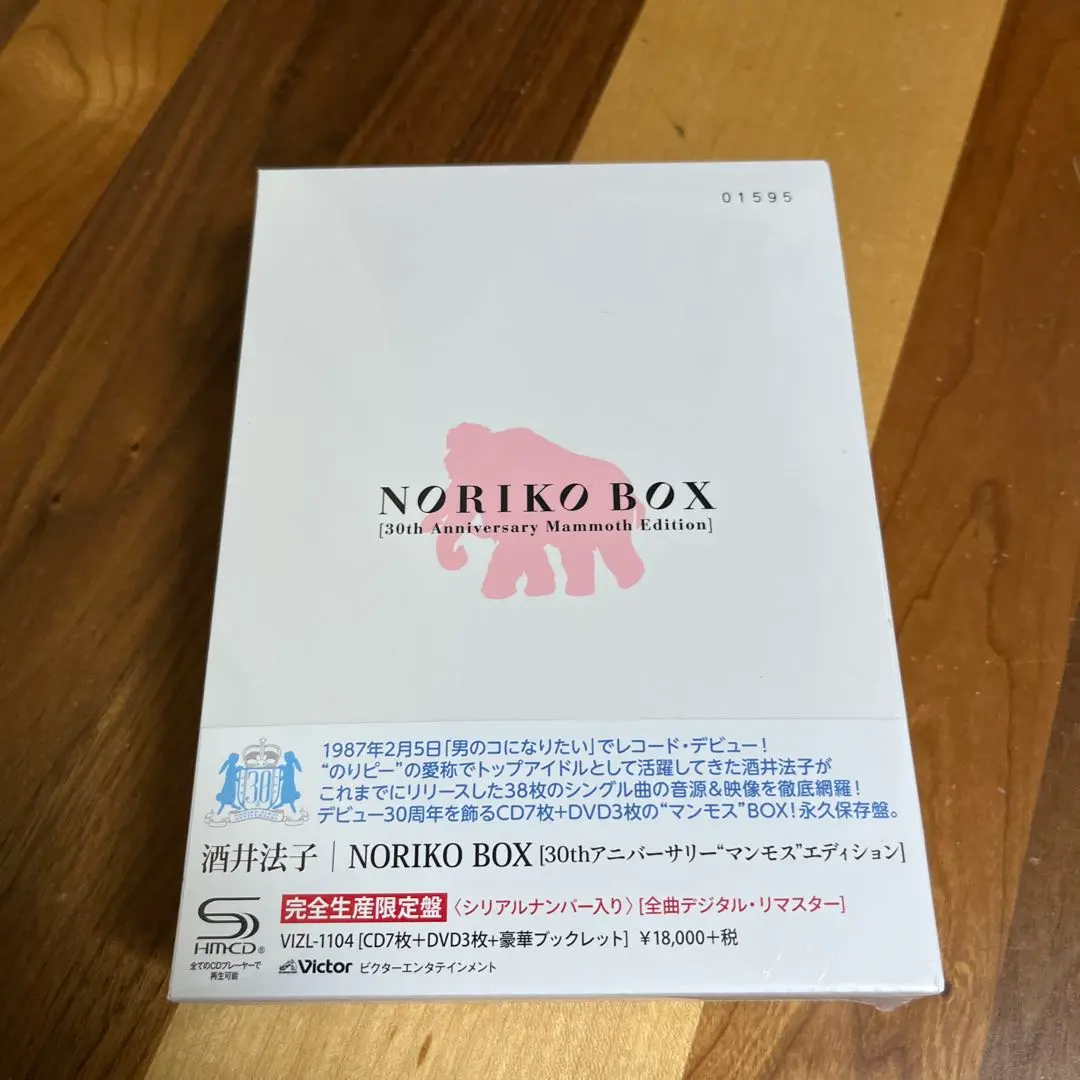 01595
NORIKO BOX
[30th Anniversary Mammoth Edition]
1987年2月5日「男のコになりたい」でレコード・デビュー!
“のりピー”の愛称でトップアイドルとして活躍してきた酒井法子が
これまでにリリースした38枚のシングル曲の音源&映像を徹底網羅!
デビュー30周年を飾るCD7枚+DVD3枚の“マンモス”BOX!永久保存盤。
30
酒井法子|NORIKO BOX [30thアニバーサリー“マンモス”エディション]
完全生産限定盤〈シリアルナンバー入り〉[全曲デジタル・リマスター]
HMCD®
VIZL-1104 [CD7枚+DVD3枚+豪華ブックレット] ¥18,000+税
全てのCDプレーヤーで
再生可能
Victor ビクターエンタテインメント